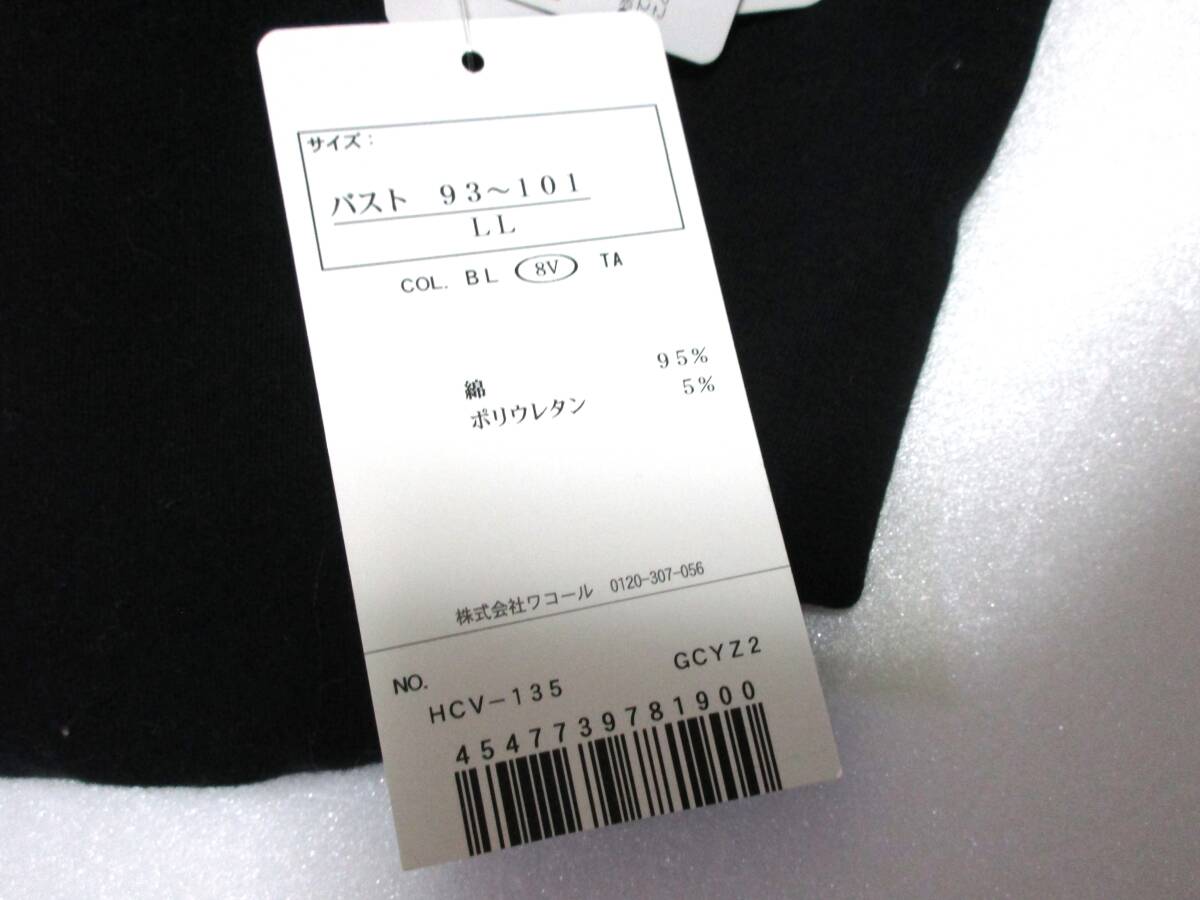 サイズ：
バスト 93～101
LL
COL. BL 8V TA
綿 95%
ポリウレタン 5%
株式会社ワコール 0120-307-056
NO.
HCV-135 GCYZ2
4547739781900